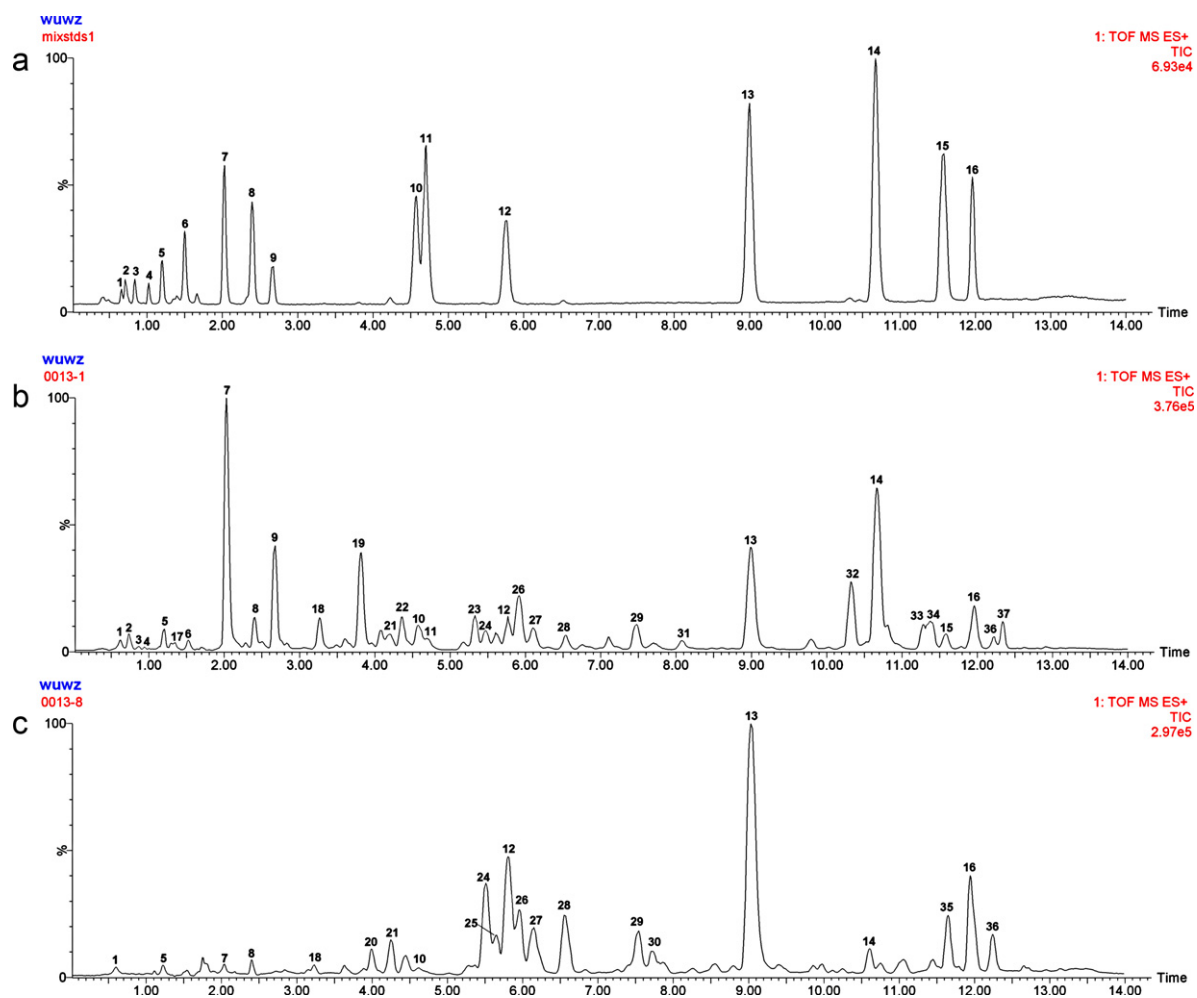 wuwz
mixstds1
1: TOF MS ES+
TIC
6.93e4
a
100
%
0
1 2 3 4 5 6 7 8 9 10 11 12 13 14 15 16
1.00 2.00 3.00 4.00 5.00 6.00 7.00 8.00 9.00 10.00 11.00 12.00 13.00 14.00
Time
wuwz
0013-1
1: TOF MS ES+
TIC
3.76e5
b
100
%
0
1 2 3 4 5 17 6 7 8 9 18 19 21 22 10 11 23 24 12 26 27 28 29 31 13 32 14 33 34 15 16 36 37
1.00 2.00 3.00 4.00 5.00 6.00 7.00 8.00 9.00 10.00 11.00 12.00 13.00 14.00
Time
wuwz
0013-8
1: TOF MS ES+
TIC
2.97e5
c
100
%
0
1 5 7 8 18 20 21 10 24 25 12 26 27 28 29 30 13 14 35 16 36
1.00 2.00 3.00 4.00 5.00 6.00 7.00 8.00 9.00 10.00 11.00 12.00 13.00 14.00
Time